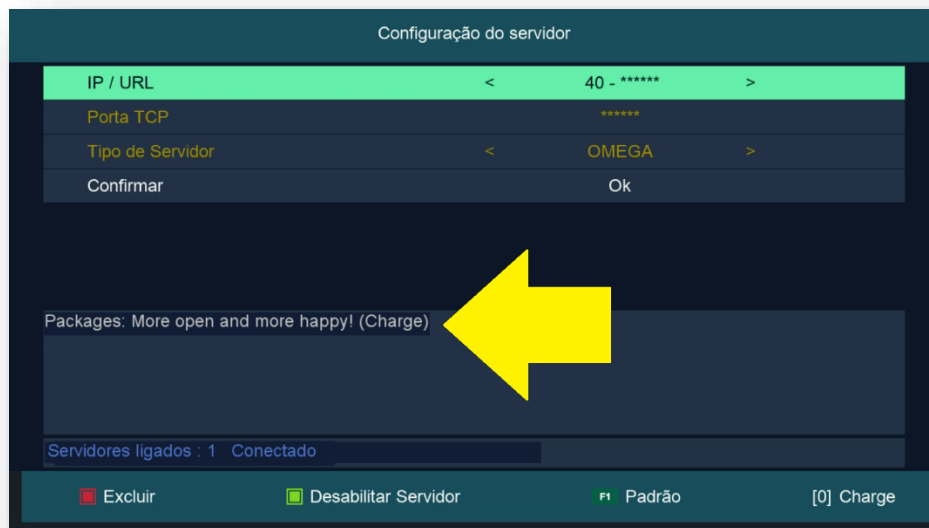 Configuração do servidor
IP / URL < 40 - ****** >
Porta TCP ******
Tipo de Servidor < OMEGA >
Confirmar Ok
Packages: More open and more happy! (Charge)
Servidores ligados : 1 Conectado
Excluir Desabilitar Servidor F1 Padrão [0] Charge